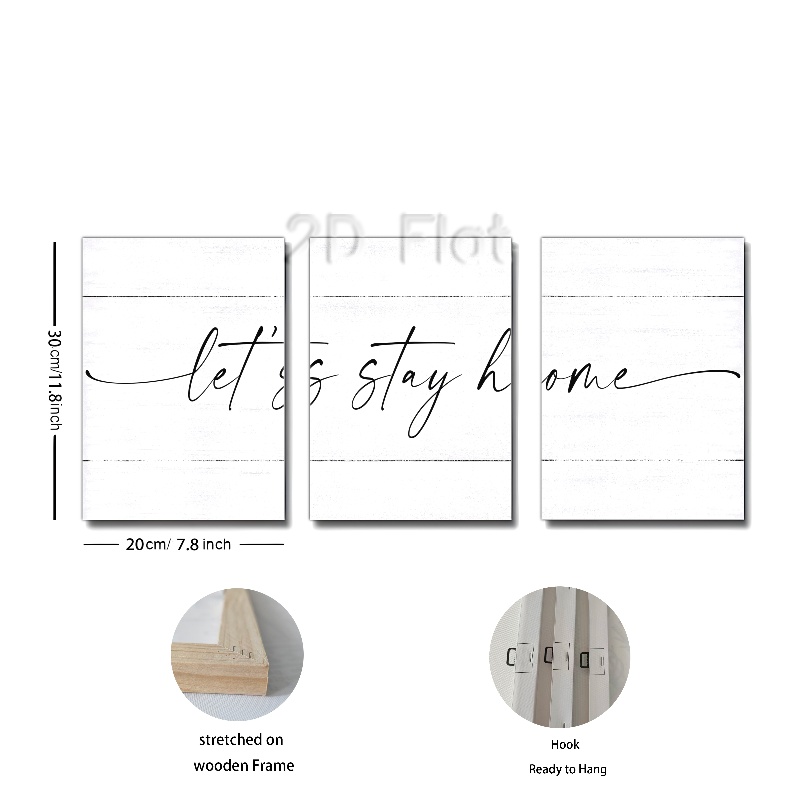 2D Flat
let's stay home
30cm/11.8inch
20cm/ 7.8 inch
stretched on
wooden Frame
Hook
Ready to Hang